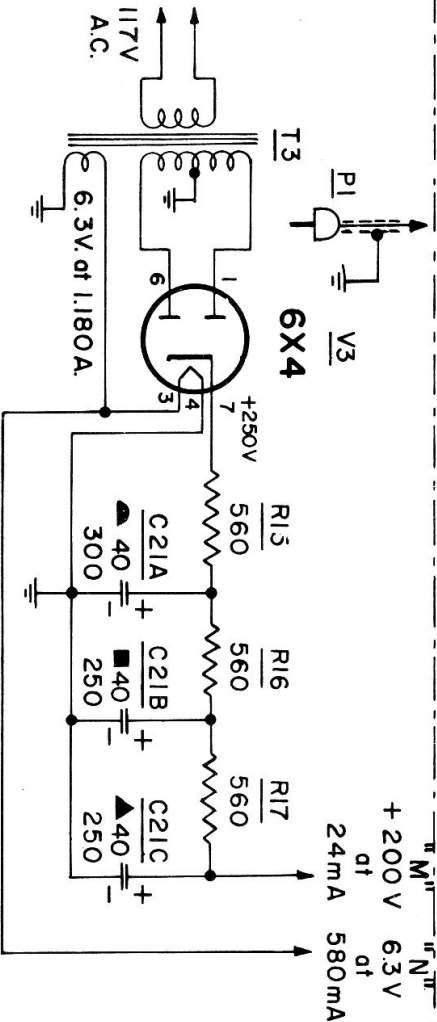 117V
A.C.
T3
P1
V3
6X4
6.3V. at 1.180A.
1
6
7
4
3
+250V
R15
560
R16
560
R17
560
C21A
40
300
+
-
C21B
40
250
+
-
C21C
40
250
+
-
"M"
+200V
at
24mA
"N"
6.3V
at
580mA